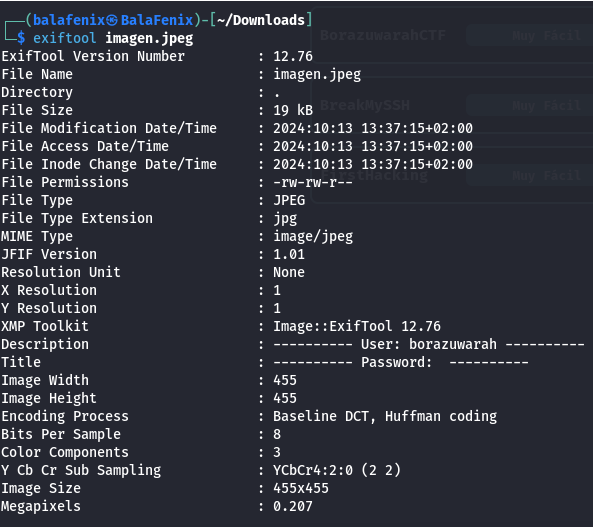 (balafenix㉿BalaFenix)-[~/Downloads]
$ exiftool imagen.jpeg
ExifTool Version Number : 12.76
File Name : imagen.jpeg
Directory : .
File Size : 19 kB
File Modification Date/Time : 2024:10:13 13:37:15+02:00
File Access Date/Time : 2024:10:13 13:37:15+02:00
File Inode Change Date/Time : 2024:10:13 13:37:15+02:00
File Permissions : -rw-rw-r--
File Type : JPEG
File Type Extension : jpg
MIME Type : image/jpeg
JFIF Version : 1.01
Resolution Unit : None
X Resolution : 1
Y Resolution : 1
XMP Toolkit : Image::ExifTool 12.76
Description : ---------- User: borazuwarah ----------
Title : ---------- Password:  ----------
Image Width : 455
Image Height : 455
Encoding Process : Baseline DCT, Huffman coding
Bits Per Sample : 8
Color Components : 3
Y Cb Cr Sub Sampling : YCbCr4:2:0 (2 2)
Image Size : 455x455
Megapixels : 0.207
BorazuwarahCTF Muy Fácil
BreakMySSH Muy Fácil
FirstHacking Muy Fácil